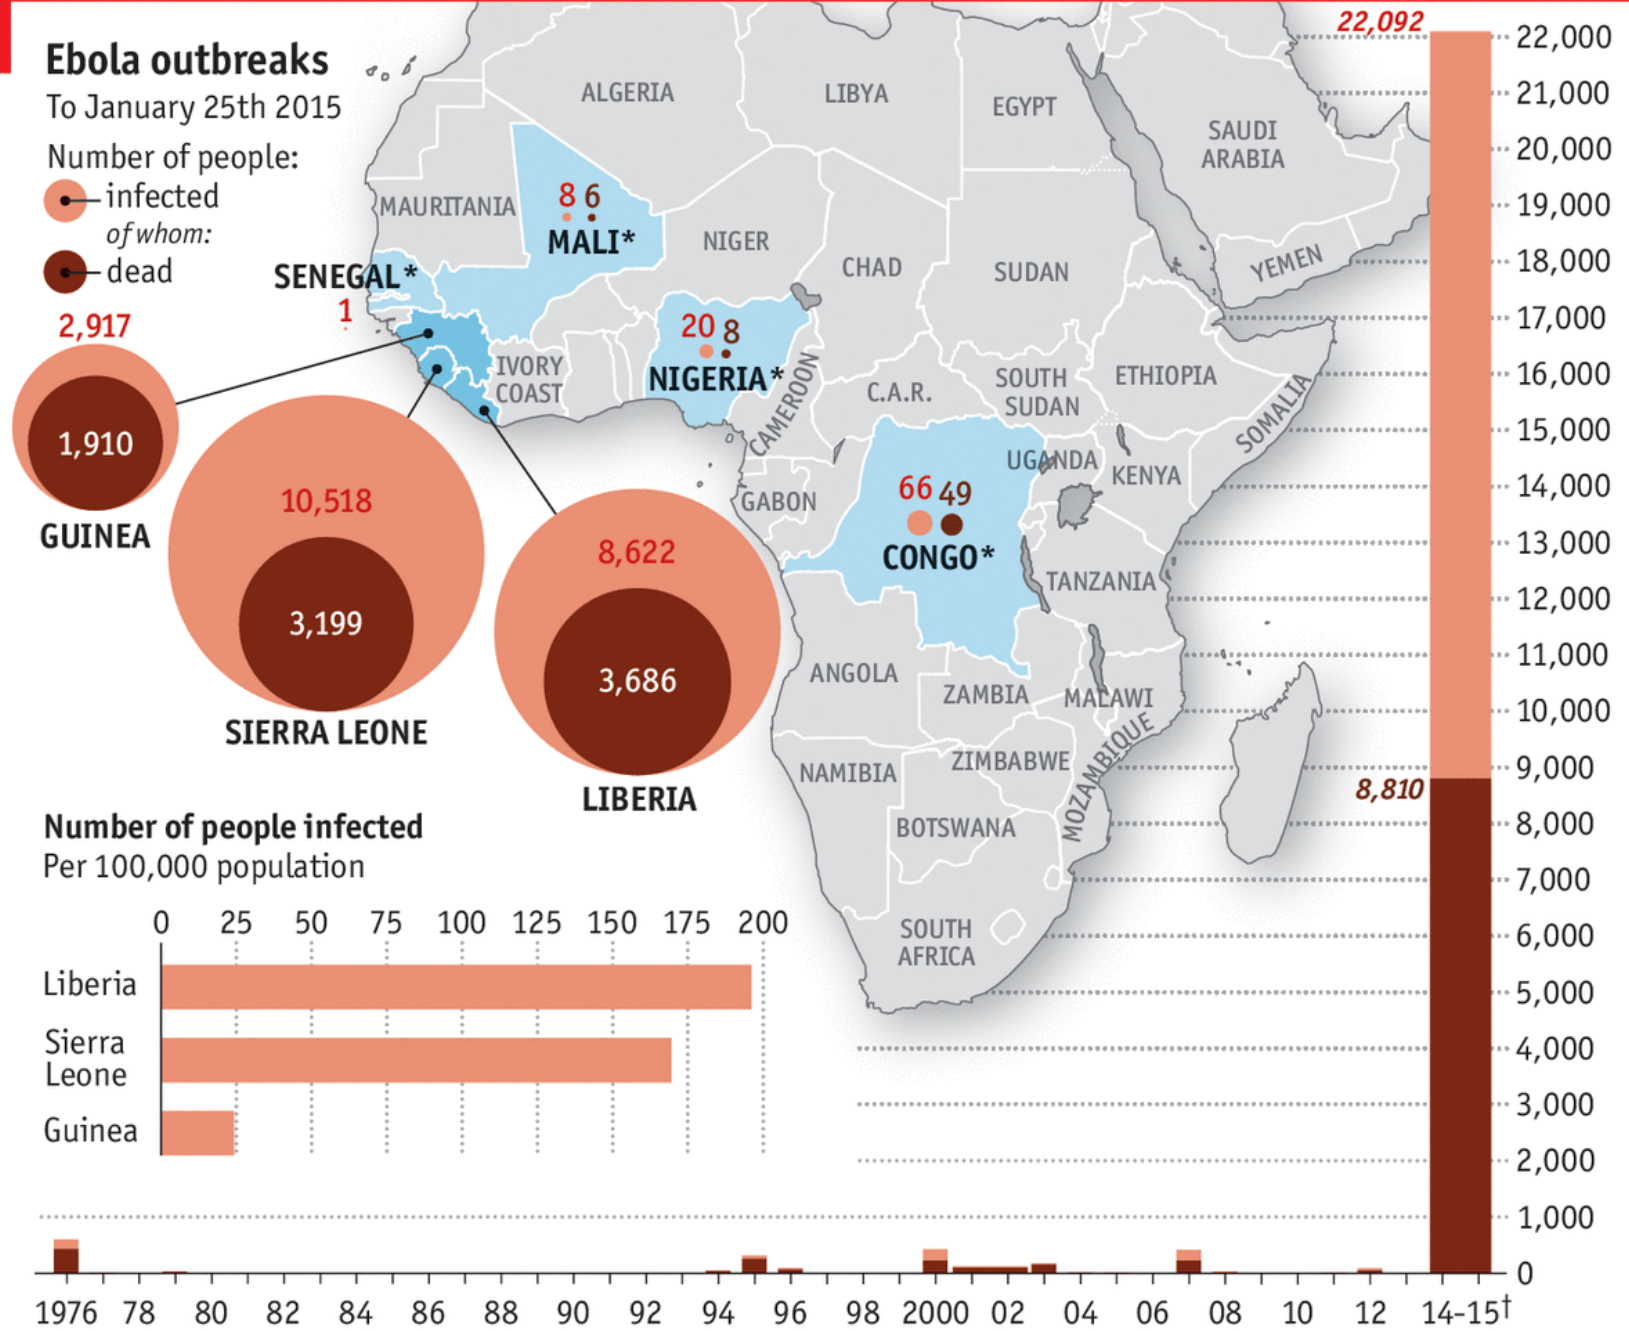 Ebola outbreaks
To January 25th 2015
Number of people:
infected
of whom:
dead
2,917
1,910
GUINEA
10,518
3,199
SIERRA LEONE
8,622
3,686
LIBERIA
SENEGAL*
1
8 6
MALI*
20 8
NIGERIA*
66 49
CONGO*
ALGERIA
LIBYA
EGYPT
SAUDI
ARABIA
MAURITANIA
NIGER
CHAD
SUDAN
YEMEN
IVORY
COAST
CAMEROON
C.A.R.
SOUTH
SUDAN
ETHIOPIA
SOMALIA
UGANDA
KENYA
GABON
TANZANIA
ANGOLA
ZAMBIA
MALAWI
MOZAMBIQUE
NAMIBIA
ZIMBABWE
BOTSWANA
SOUTH
AFRICA
Number of people infected
Per 100,000 population
0 25 50 75 100 125 150 175 200
Liberia
Sierra
Leone
Guinea
22,092
8,810
22,000
21,000
20,000
19,000
18,000
17,000
16,000
15,000
14,000
13,000
12,000
11,000
10,000
9,000
8,000
7,000
6,000
5,000
4,000
3,000
2,000
1,000
0
1976 78 80 82 84 86 88 90 92 94 96 98 2000 02 04 06 08 10 12 14-15†